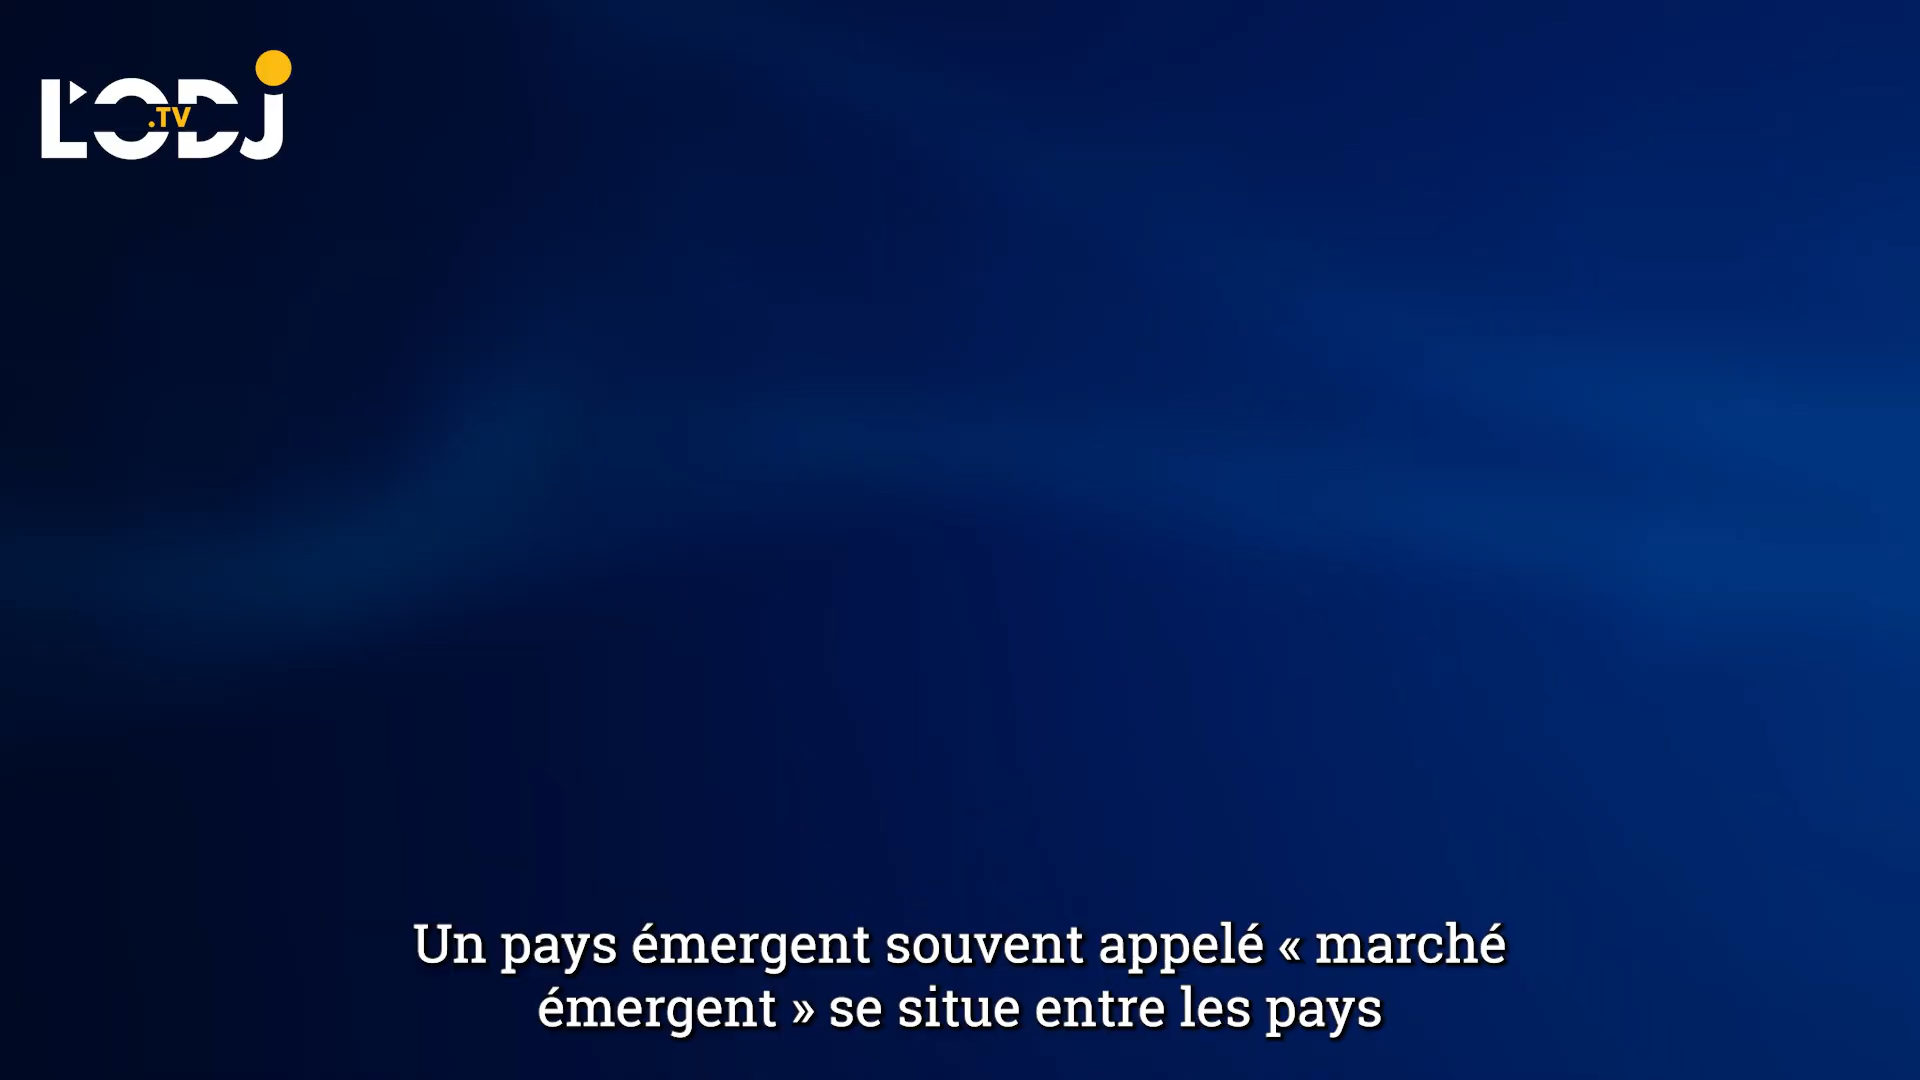 L'ODJ
.TV
Un pays émergent souvent appelé « marché
émergent » se situe entre les pays